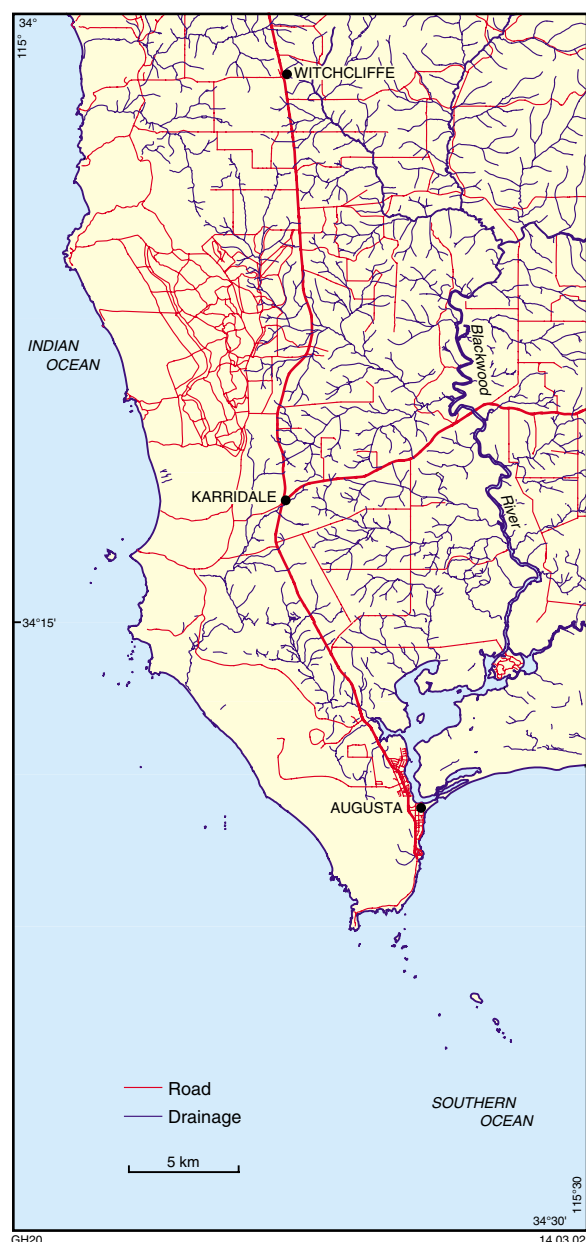 34°
115°
WITCHCLIFFE
INDIAN
OCEAN
Blackwood
KARRIDALE
River
34°15'
AUGUSTA
Road
Drainage
SOUTHERN
OCEAN
5 km
115°30
34°30'
GH20
14.03.02